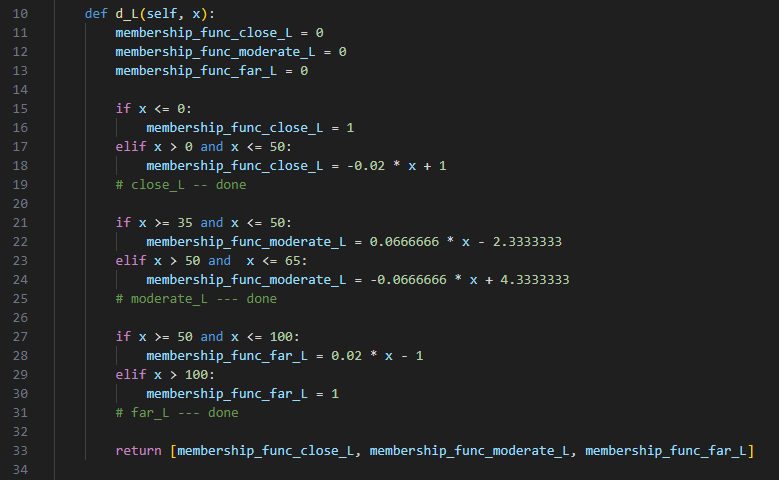 10 def d_L(self, x):
11 membership_func_close_L = 0
12 membership_func_moderate_L = 0
13 membership_func_far_L = 0
14
15 if x <= 0:
16 membership_func_close_L = 1
17 elif x > 0 and x <= 50:
18 membership_func_close_L = -0.02 * x + 1
19 # close_L -- done
20
21 if x >= 35 and x <= 50:
22 membership_func_moderate_L = 0.0666666 * x - 2.3333333
23 elif x > 50 and  x <= 65:
24 membership_func_moderate_L = -0.0666666 * x + 4.3333333
25 # moderate_L --- done
26
27 if x >= 50 and x <= 100:
28 membership_func_far_L = 0.02 * x - 1
29 elif x > 100:
30 membership_func_far_L = 1
31 # far_L --- done
32
33 return [membership_func_close_L, membership_func_moderate_L, membership_func_far_L]
34